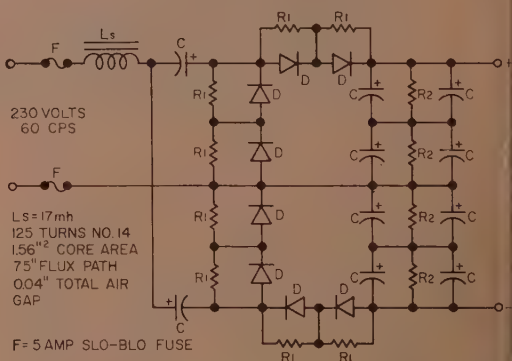 R1 R1
Ls
F C + +
D D
R1 D C + R2 + C
230 VOLTS
60 CPS
R1 D C + R2 + C
F
Ls = 17mh
125 TURNS NO. 14
1.56"² CORE AREA
75" FLUX PATH
0.04" TOTAL AIR
GAP
R1 D C + R2 + C
R1 D C + R2 + C
+ C D D -
F = 5 AMP SLO-BLO FUSE
R1 R1